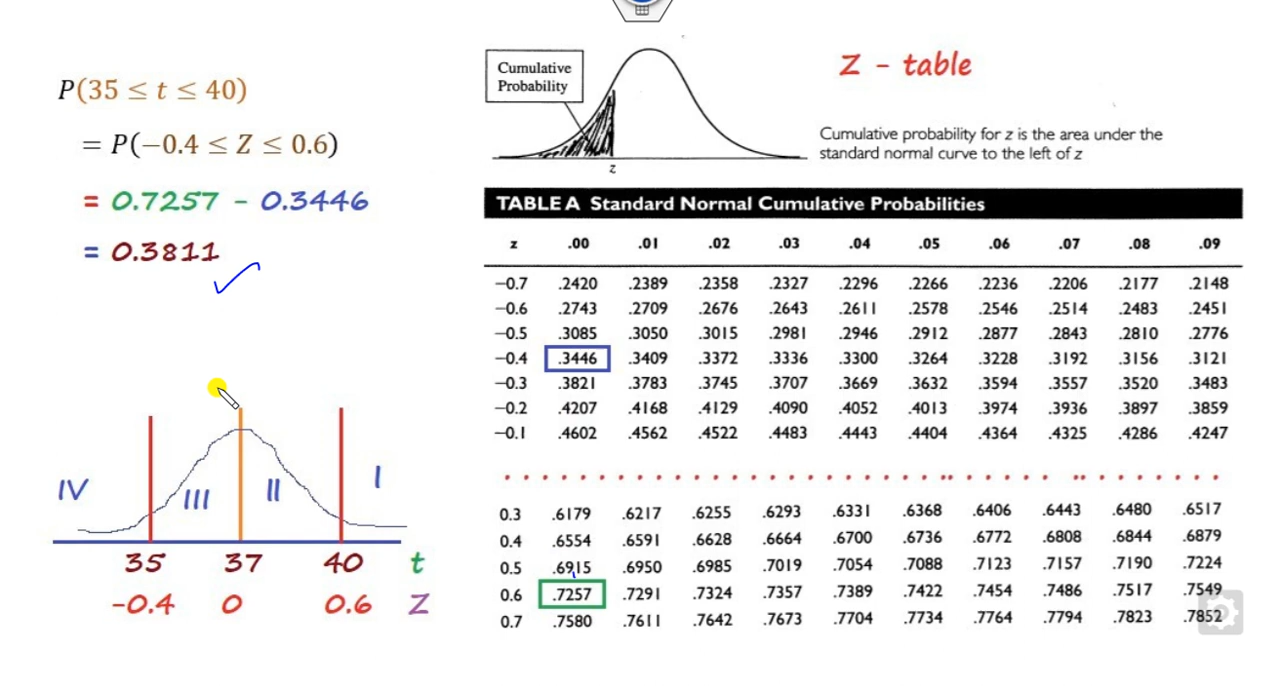 P(35 ≤ t ≤ 40)
= P(−0.4 ≤ Z ≤ 0.6)
= 0.7257 - 0.3446
= 0.3811
IV III II I
35 37 40 t
-0.4 0 0.6 Z
Cumulative
Probability
z
Z - table
Cumulative probability for z is the area under the
standard normal curve to the left of z
TABLE A Standard Normal Cumulative Probabilities
z .00 .01 .02 .03 .04 .05 .06 .07 .08 .09
−0.7 .2420 .2389 .2358 .2327 .2296 .2266 .2236 .2206 .2177 .2148
−0.6 .2743 .2709 .2676 .2643 .2611 .2578 .2546 .2514 .2483 .2451
−0.5 .3085 .3050 .3015 .2981 .2946 .2912 .2877 .2843 .2810 .2776
−0.4 .3446 .3409 .3372 .3336 .3300 .3264 .3228 .3192 .3156 .3121
−0.3 .3821 .3783 .3745 .3707 .3669 .3632 .3594 .3557 .3520 .3483
−0.2 .4207 .4168 .4129 .4090 .4052 .4013 .3974 .3936 .3897 .3859
−0.1 .4602 .4562 .4522 .4483 .4443 .4404 .4364 .4325 .4286 .4247
0.3 .6179 .6217 .6255 .6293 .6331 .6368 .6406 .6443 .6480 .6517
0.4 .6554 .6591 .6628 .6664 .6700 .6736 .6772 .6808 .6844 .6879
0.5 .6915 .6950 .6985 .7019 .7054 .7088 .7123 .7157 .7190 .7224
0.6 .7257 .7291 .7324 .7357 .7389 .7422 .7454 .7486 .7517 .7549
0.7 .7580 .7611 .7642 .7673 .7704 .7734 .7764 .7794 .7823 .7852